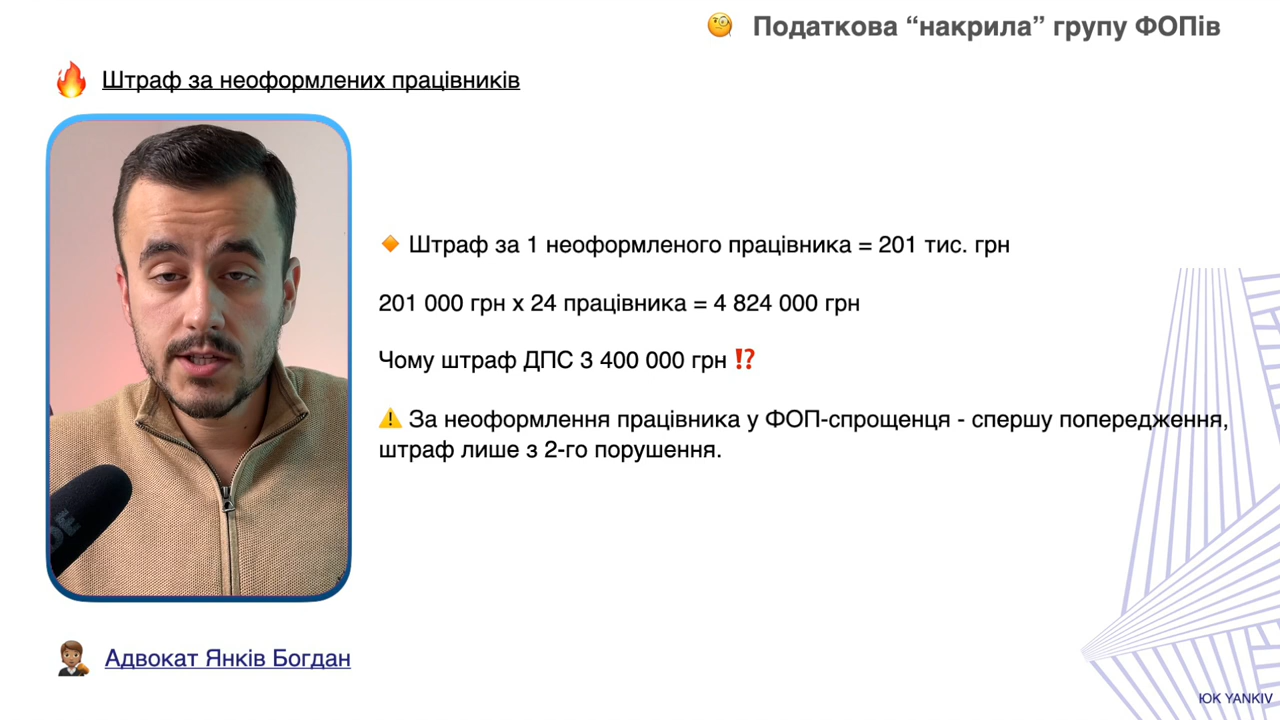 Податкова “накрила” групу ФОПів
Штраф за неоформлених працівників
Штраф за 1 неоформленого працівника = 201 тис. грн
201 000 грн х 24 працівника = 4 824 000 грн
Чому штраф ДПС 3 400 000 грн ⁉️
За неоформлення працівника у ФОП-спрощенця - спершу попередження,
штраф лише з 2-го порушення.
Адвокат Янків Богдан
ЮК YANKIV